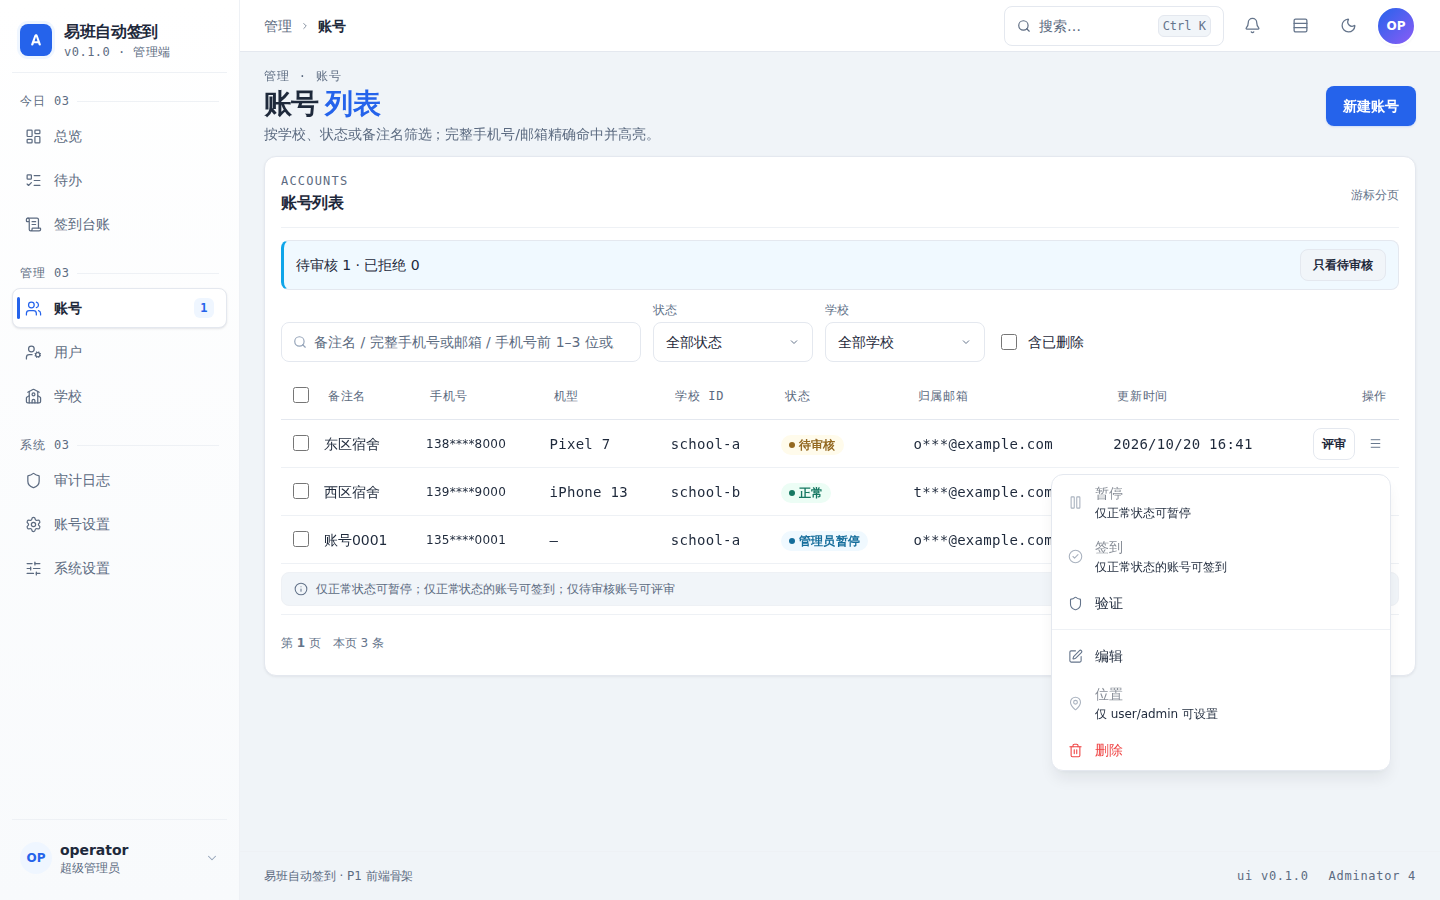 A
易班自动签到
v0.1.0 · 管理端
今日 03
总览
待办
签到台账
管理 03
账号 1
用户
学校
系统 03
审计日志
账号设置
系统设置
OP
operator
超级管理员
管理 账号
搜索… Ctrl K
OP
管理 · 账号
账号 列表
按学校、状态或备注名筛选；完整手机号/邮箱精确命中并高亮。
新建账号
ACCOUNTS
账号列表
游标分页
待审核 1 · 已拒绝 0
只看待审核
状态 学校
备注名 / 完整手机号或邮箱 / 手机号前 1–3 位或 全部状态 全部学校 含已删除
备注名 手机号 机型 学校 ID 状态 归属邮箱 更新时间 操作
东区宿舍 138****8000 Pixel 7 school-a 待审核 o***@example.com 2026/10/20 16:41 评审
西区宿舍 139****9000 iPhone 13 school-b 正常 t***@example.com
账号0001 135****0001 — school-a 管理员暂停 o***@example.com
仅正常状态可暂停；仅正常状态的账号可签到；仅待审核账号可评审
第 1 页 本页 3 条
暂停
仅正常状态可暂停
签到
仅正常状态的账号可签到
验证
编辑
位置
仅 user/admin 可设置
删除
易班自动签到 · P1 前端骨架
ui v0.1.0 Adminator 4